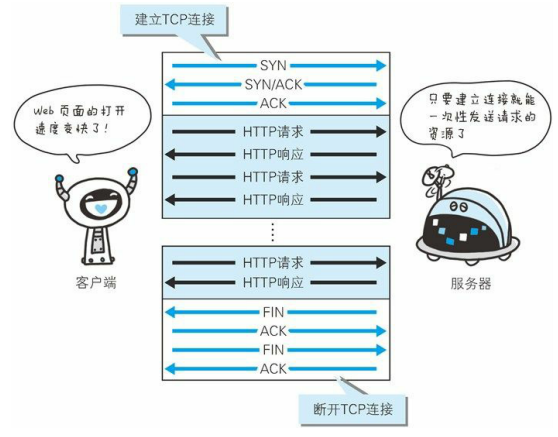 建立TCP连接
SYN
SYN/ACK
ACK
Web 页面的打开
速度变快了!
只要建立连接就能
一次性发送请求的
资源了
HTTP请求
HTTP响应
HTTP请求
HTTP响应
HTTP请求
HTTP响应
客户端
服务器
FIN
ACK
FIN
ACK
断开TCP连接